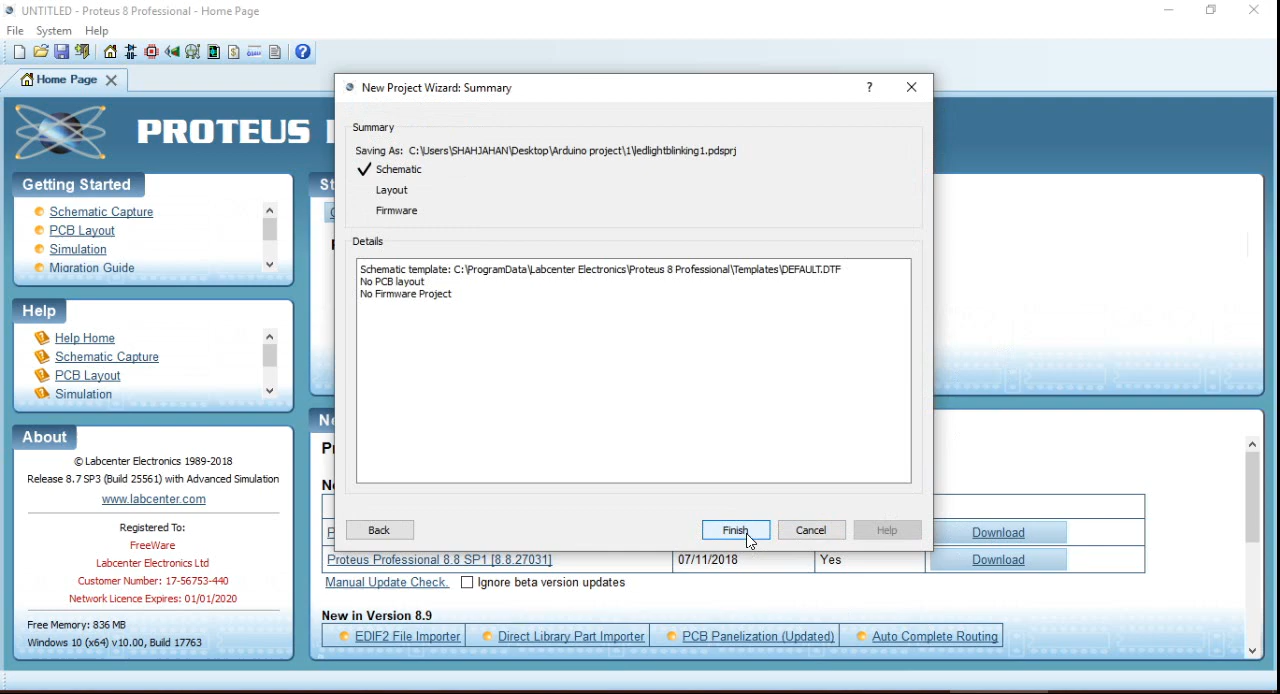 UNTITLED - Proteus 8 Professional - Home Page
File System Help
Home Page
PROTEUS
Getting Started
Schematic Capture
PCB Layout
Simulation
Migration Guide
Help
Help Home
Schematic Capture
PCB Layout
Simulation
About
© Labcenter Electronics 1989-2018
Release 8.7 SP3 (Build 25561) with Advanced Simulation
www.labcenter.com
Registered To:
FreeWare
Labcenter Electronics Ltd
Customer Number: 17-56753-440
Network Licence Expires: 01/01/2020
Free Memory: 836 MB
Windows 10 (x64) v10.00, Build 17763
New Project Wizard: Summary
?
Summary
Saving As: C:\Users\SHAHJAHAN\Desktop\Arduino project\1\ledlightblinking1.pdsprj
Schematic
Layout
Firmware
Details
Schematic template: C:\ProgramData\Labcenter Electronics\Proteus 8 Professional\Templates\DEFAULT.DTF
No PCB layout
No Firmware Project
Back Finish Cancel Help
Download
Proteus Professional 8.8 SP1 [8.8.27031] 07/11/2018 Yes Download
Manual Update Check. Ignore beta version updates
New in Version 8.9
EDIF2 File Importer Direct Library Part Importer PCB Panelization (Updated) Auto Complete Routing